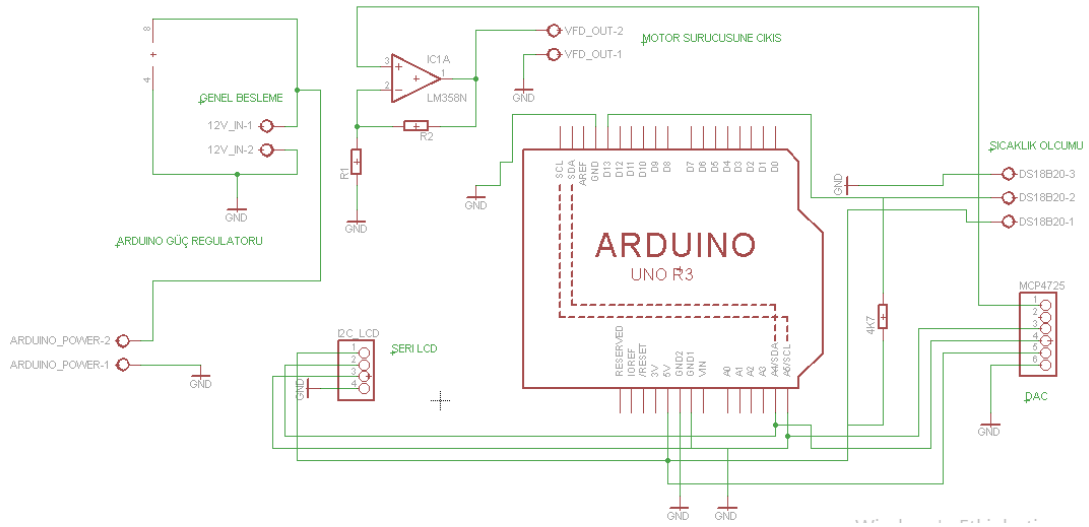 8
4
GENEL BESLEME
12V_IN-1
12V_IN-2
GND
ARDUINO GÜÇ REGULATORU
ARDUINO_POWER-2
ARDUINO_POWER-1
GND
3
2
1
IC1A
LM358N
R2
R1
GND
VFD_OUT-2
VFD_OUT-1
GND
MOTOR SURUCUSUNE CIKIS
GND
SCL
SDA
AREF
GND
D13
D12
D11
D10
D9
D8
D7
D6
D5
D4
D3
D2
D1
D0
ARDUINO
UNO R3
RESERVED
IOREF
/RESET
3V
5V
GND2
GND1
VIN
A0
A1
A2
A3
A4/SDA
A5/SCL
GND
GND
I2C_LCD
1
2
3
4
SERI LCD
GND
SICAKLIK OLCUMU
GND
DS18B20-3
DS18B20-2
DS18B20-1
4K7
MCP4725
1
2
3
4
5
6
DAC
GND